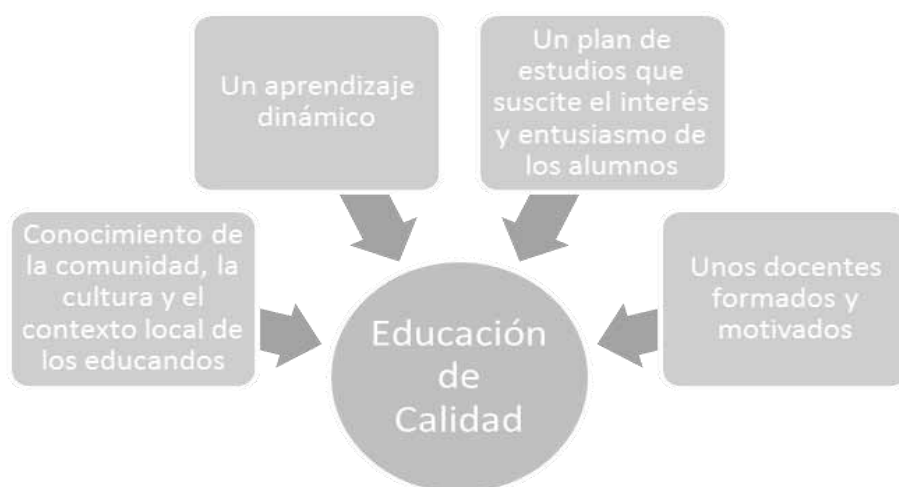 Un aprendizaje
dinámico
Un plan de
estudios que
suscite el interés
y entusiasmo de
los alumnos
Conocimiento de
la comunidad, la
cultura y el
contexto local de
los educandos
Unos docentes
formados y
motivados
Educación
de
Calidad